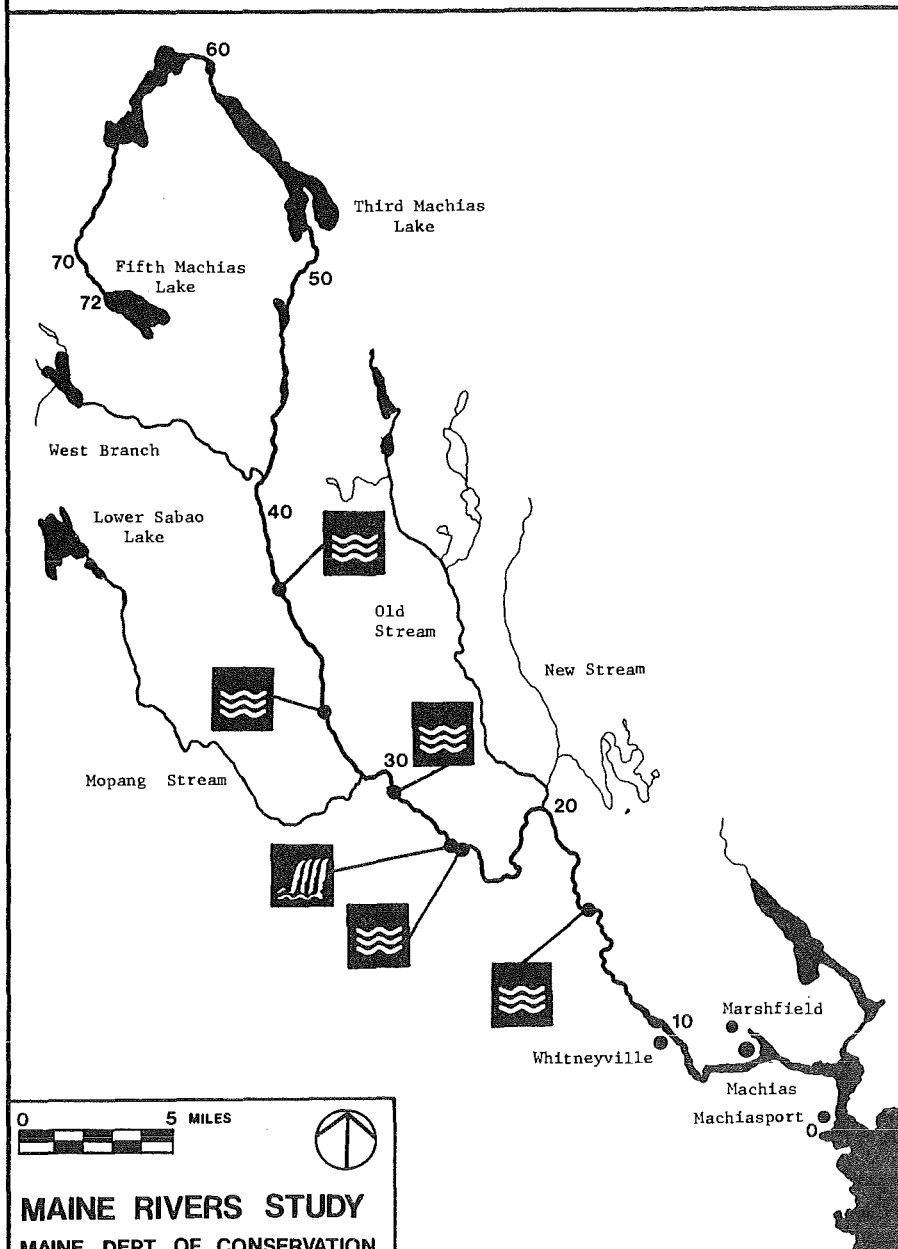 60
Third Machias
Lake
50
70
Fifth Machias
Lake
72
West Branch
40
Lower Sabao
Lake
Old
Stream
New Stream
30
Mopang Stream
20
10
Marshfield
Whitneyville
Machias
Machiasport
0
0 5 MILES
MAINE RIVERS STUDY
MAINE DEPT. OF CONSERVATION